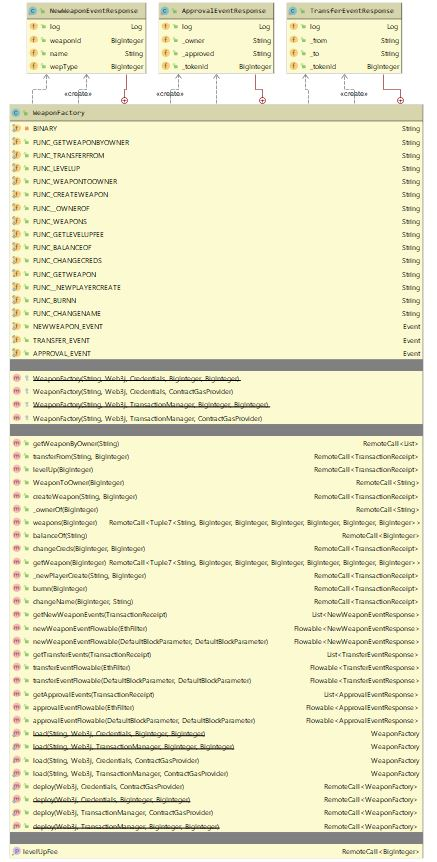 NewWeaponEventResponse
log Log
weaponId BigInteger
name String
wepType BigInteger
ApprovalEventResponse
log Log
_owner String
_approved String
_tokenId BigInteger
TransferEventResponse
log Log
_from String
_to String
_tokenId BigInteger
«create»
«create»
«create»
WeaponFactory
BINARY String
FUNC_GETWEAPONBYOWNER String
FUNC_TRANSFERFROM String
FUNC_LEVELUP String
FUNC_WEAPONTOOWNER String
FUNC_CREATEWEAPON String
FUNC__OWNEROF String
FUNC_WEAPONS String
FUNC_GETLEVELUPFEE String
FUNC_BALANCEOF String
FUNC_CHANGECREDS String
FUNC_GETWEAPON String
FUNC__NEWPLAYERCREATE String
FUNC_BURNN String
FUNC_CHANGENAME String
NEWWEAPON_EVENT Event
TRANSFER_EVENT Event
APPROVAL_EVENT Event
WeaponFactory(String, Web3j, Credentials, BigInteger, BigInteger)
WeaponFactory(String, Web3j, Credentials, ContractGasProvider)
WeaponFactory(String, Web3j, TransactionManager, BigInteger, BigInteger)
WeaponFactory(String, Web3j, TransactionManager, ContractGasProvider)
getWeaponByOwner(String) RemoteCall<List>
transferFrom(String, BigInteger) RemoteCall<TransactionReceipt>
levelUp(BigInteger) RemoteCall<TransactionReceipt>
WeaponToOwner(BigInteger) RemoteCall<String>
createWeapon(String, BigInteger) RemoteCall<TransactionReceipt>
_ownerOf(BigInteger) RemoteCall<String>
weapons(BigInteger) RemoteCall<Tuple7<String, BigInteger, BigInteger, BigInteger, BigInteger, BigInteger, BigInteger>>
balanceOf(String) RemoteCall<BigInteger>
changeCreds(BigInteger, BigInteger) RemoteCall<TransactionReceipt>
getWeapon(BigInteger) RemoteCall<Tuple7<String, BigInteger, BigInteger, BigInteger, BigInteger, BigInteger, BigInteger>>
_newPlayerCreate(String, BigInteger) RemoteCall<TransactionReceipt>
burnn(BigInteger) RemoteCall<TransactionReceipt>
changeName(BigInteger, String) RemoteCall<TransactionReceipt>
getNewWeaponEvents(TransactionReceipt) List<NewWeaponEventResponse>
newWeaponEventFlowable(EthFilter) Flowable<NewWeaponEventResponse>
newWeaponEventFlowable(DefaultBlockParameter, DefaultBlockParameter) Flowable<NewWeaponEventResponse>
getTransferEvents(TransactionReceipt) List<TransferEventResponse>
transferEventFlowable(EthFilter) Flowable<TransferEventResponse>
transferEventFlowable(DefaultBlockParameter, DefaultBlockParameter) Flowable<TransferEventResponse>
getApprovalEvents(TransactionReceipt) List<ApprovalEventResponse>
approvalEventFlowable(EthFilter) Flowable<ApprovalEventResponse>
approvalEventFlowable(DefaultBlockParameter, DefaultBlockParameter) Flowable<ApprovalEventResponse>
load(String, Web3j, Credentials, BigInteger, BigInteger) WeaponFactory
load(String, Web3j, TransactionManager, BigInteger, BigInteger) WeaponFactory
load(String, Web3j, Credentials, ContractGasProvider) WeaponFactory
load(String, Web3j, TransactionManager, ContractGasProvider) WeaponFactory
deploy(Web3j, Credentials, ContractGasProvider) RemoteCall<WeaponFactory>
deploy(Web3j, Credentials, BigInteger, BigInteger) RemoteCall<WeaponFactory>
deploy(Web3j, TransactionManager, ContractGasProvider) RemoteCall<WeaponFactory>
deploy(Web3j, TransactionManager, BigInteger, BigInteger) RemoteCall<WeaponFactory>
levelUpFee RemoteCall<BigInteger>